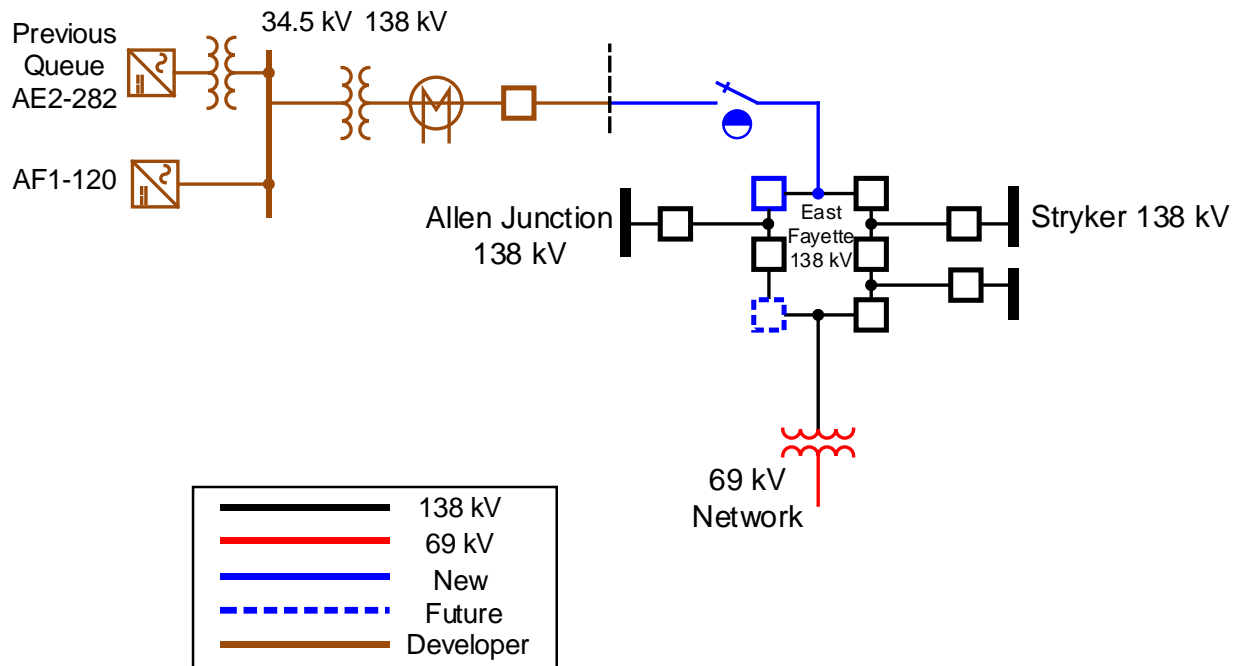 34.5 kV 138 kV
Previous
Queue
AE2-282
AF1-120
Allen Junction
138 kV
East
Fayette
138 kV
Stryker 138 kV
69 kV
Network
138 kV
69 kV
New
Future
Developer